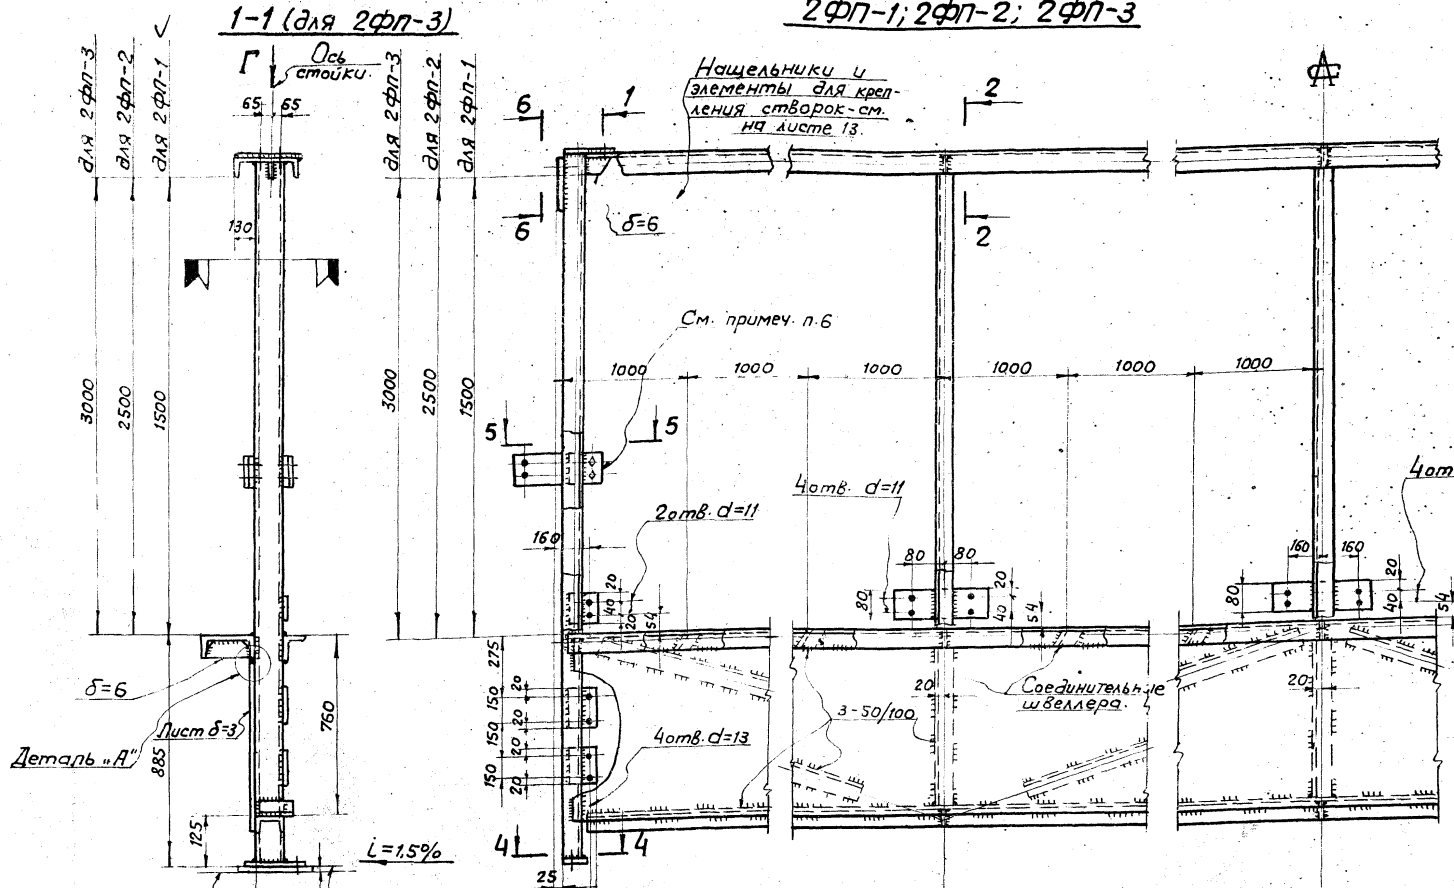 1-1 (для 2ФП-3)
2ФП-1; 2ФП-2; 2ФП-3
для 2ФП-3
для 2ФП-2
для 2ФП-1
Г
Ось
стойки.
65
65
для 2ФП-3
для 2ФП-2
для 2ФП-1
6
1
Нащельники и
элементы для креп-
ления створок-см.
на листе 13.
2
130
6
δ=6
2
3000
2500
1500
3000
2500
1500
См. примеч. п.6
1000
1000
1000
1000
1000
1000
5
5
4отв. d=11
4от
2отв. d=11
160
20
40
20
54
80
80
80
20
40
54
160
160
80
20
40
54
275
150
150
150
20
20
20
20
δ=6
Лист δ=3
Деталь „А"
885
760
125
i=1,5%
4отв. d=13
3-50/100
20
Соединительные
швеллера.
20
4
4
25